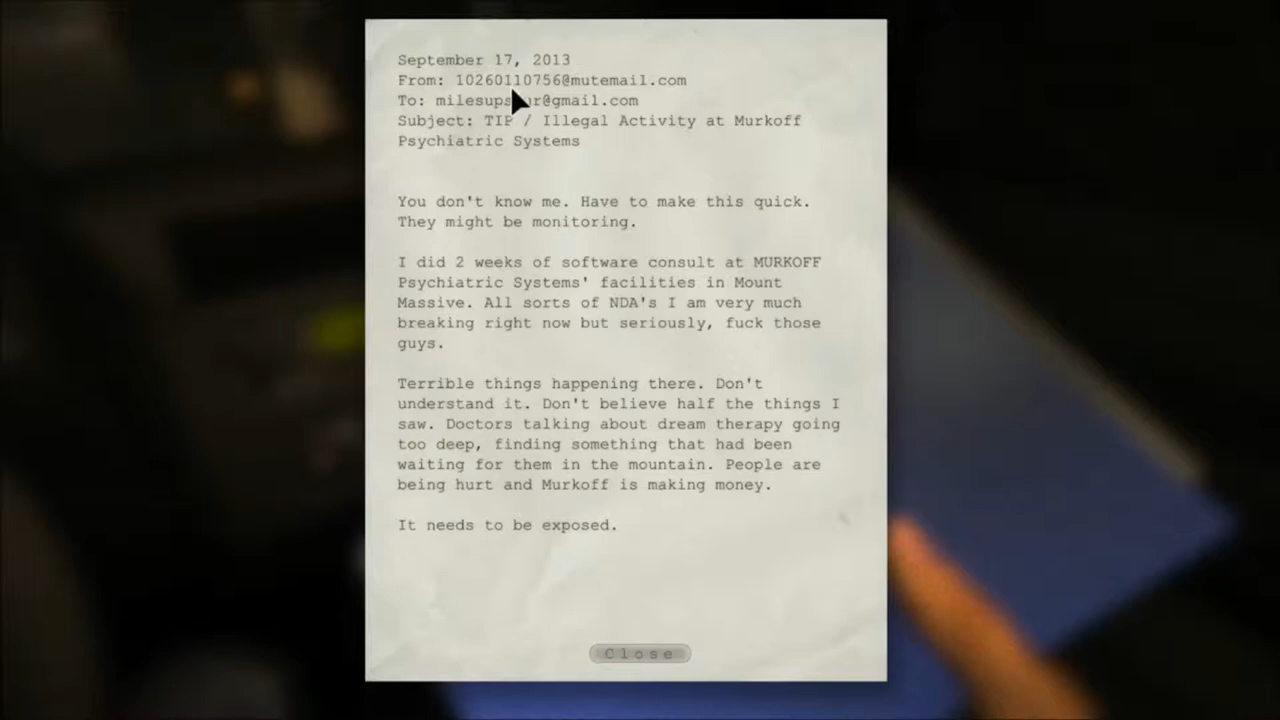 September 17, 2013
From: 10260110756@mutemail.com
To:
Subject: TIP / Illegal Activity at Murkoff
Psychiatric Systems
You don't know me. Have to make this quick.
They might be monitoring.
I did 2 weeks of software consult at MURKOFF
Psychiatric Systems' facilities in Mount
Massive. All sorts of NDA's I am very much
breaking right now but seriously, fuck those
guys.
Terrible things happening there. Don't
understand it. Don't believe half the things I
saw. Doctors talking about dream therapy going
too deep, finding something that had been
waiting for them in the mountain. People are
being hurt and Murkoff is making money.
It needs to be exposed.
Close